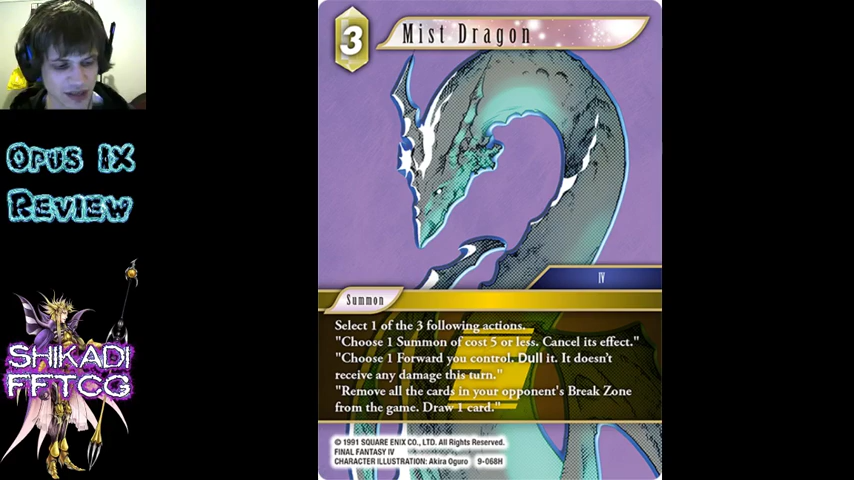 3
Mist Dragon
Opus IX
Review
SHIKADI
FFTCG
IV
Summon
Select 1 of the 3 following actions.
"Choose 1 Summon of cost 5 or less. Cancel its effect."
"Choose 1 Forward you control. Dull it. It doesn't
receive any damage this turn."
"Remove all the cards in your opponent's Break Zone
from the game. Draw 1 card."
© 1991 SQUARE ENIX CO., LTD. All Rights Reserved.
FINAL FANTASY IV
CHARACTER ILLUSTRATION: Akira Oguro 9-068H